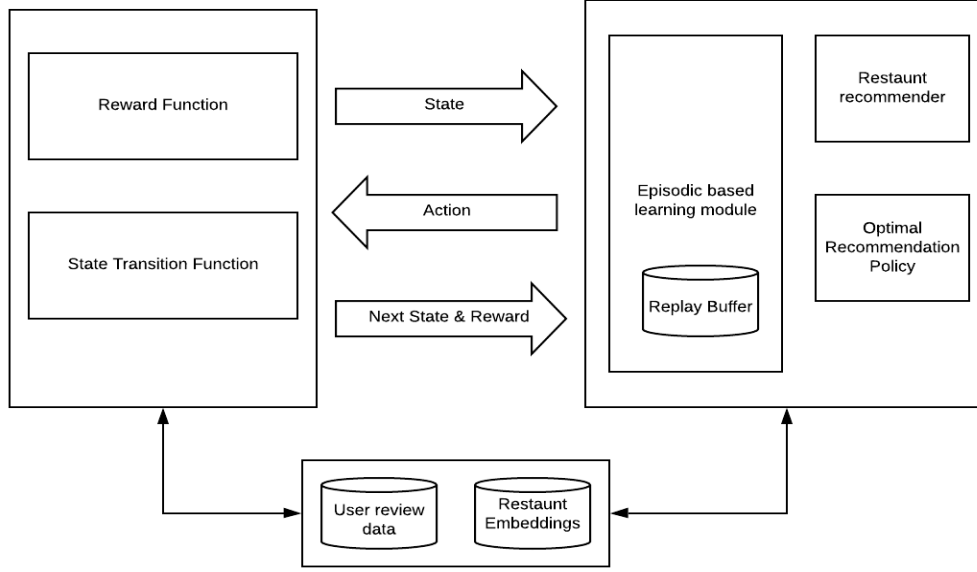 Reward Function
State Transition Function
State
Action
Next State & Reward
Episodic based
learning module
Replay Buffer
Restaunt
recommender
Optimal
Recommendation
Policy
User review
data
Restaunt
Embeddings